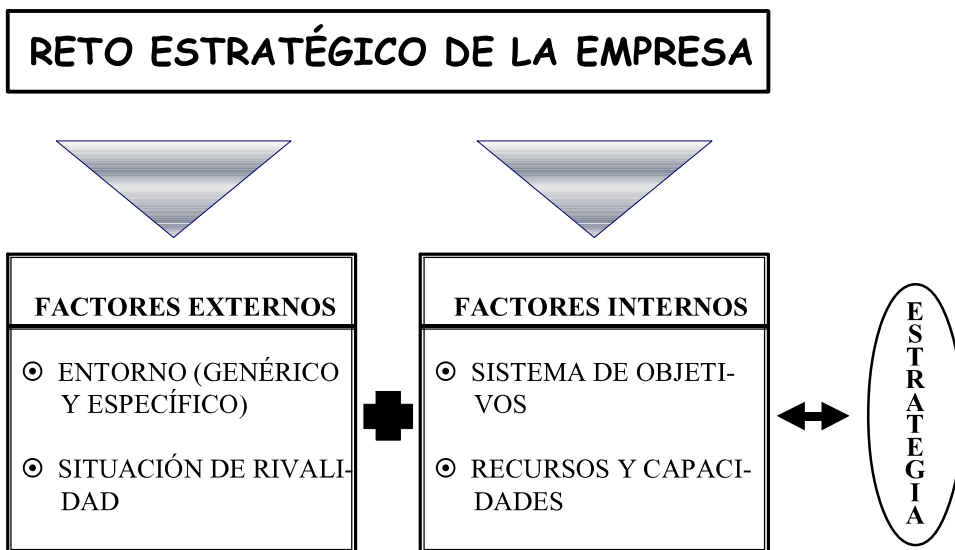 RETO ESTRATÉGICO DE LA EMPRESA
FACTORES EXTERNOS
⊙ ENTORNO (GENÉRICO
Y ESPECÍFICO)
⊙ SITUACIÓN DE RIVALI-
DAD
FACTORES INTERNOS
⊙ SISTEMA DE OBJETI-
VOS
⊙ RECURSOS Y CAPACI-
DADES
ESTRATEGIA